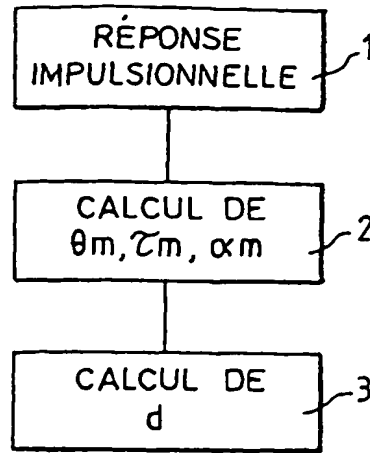 RÉPONSE
IMPULSIONNELLE
1
CALCUL DE
θm, τm, αm
2
CALCUL DE
d
3